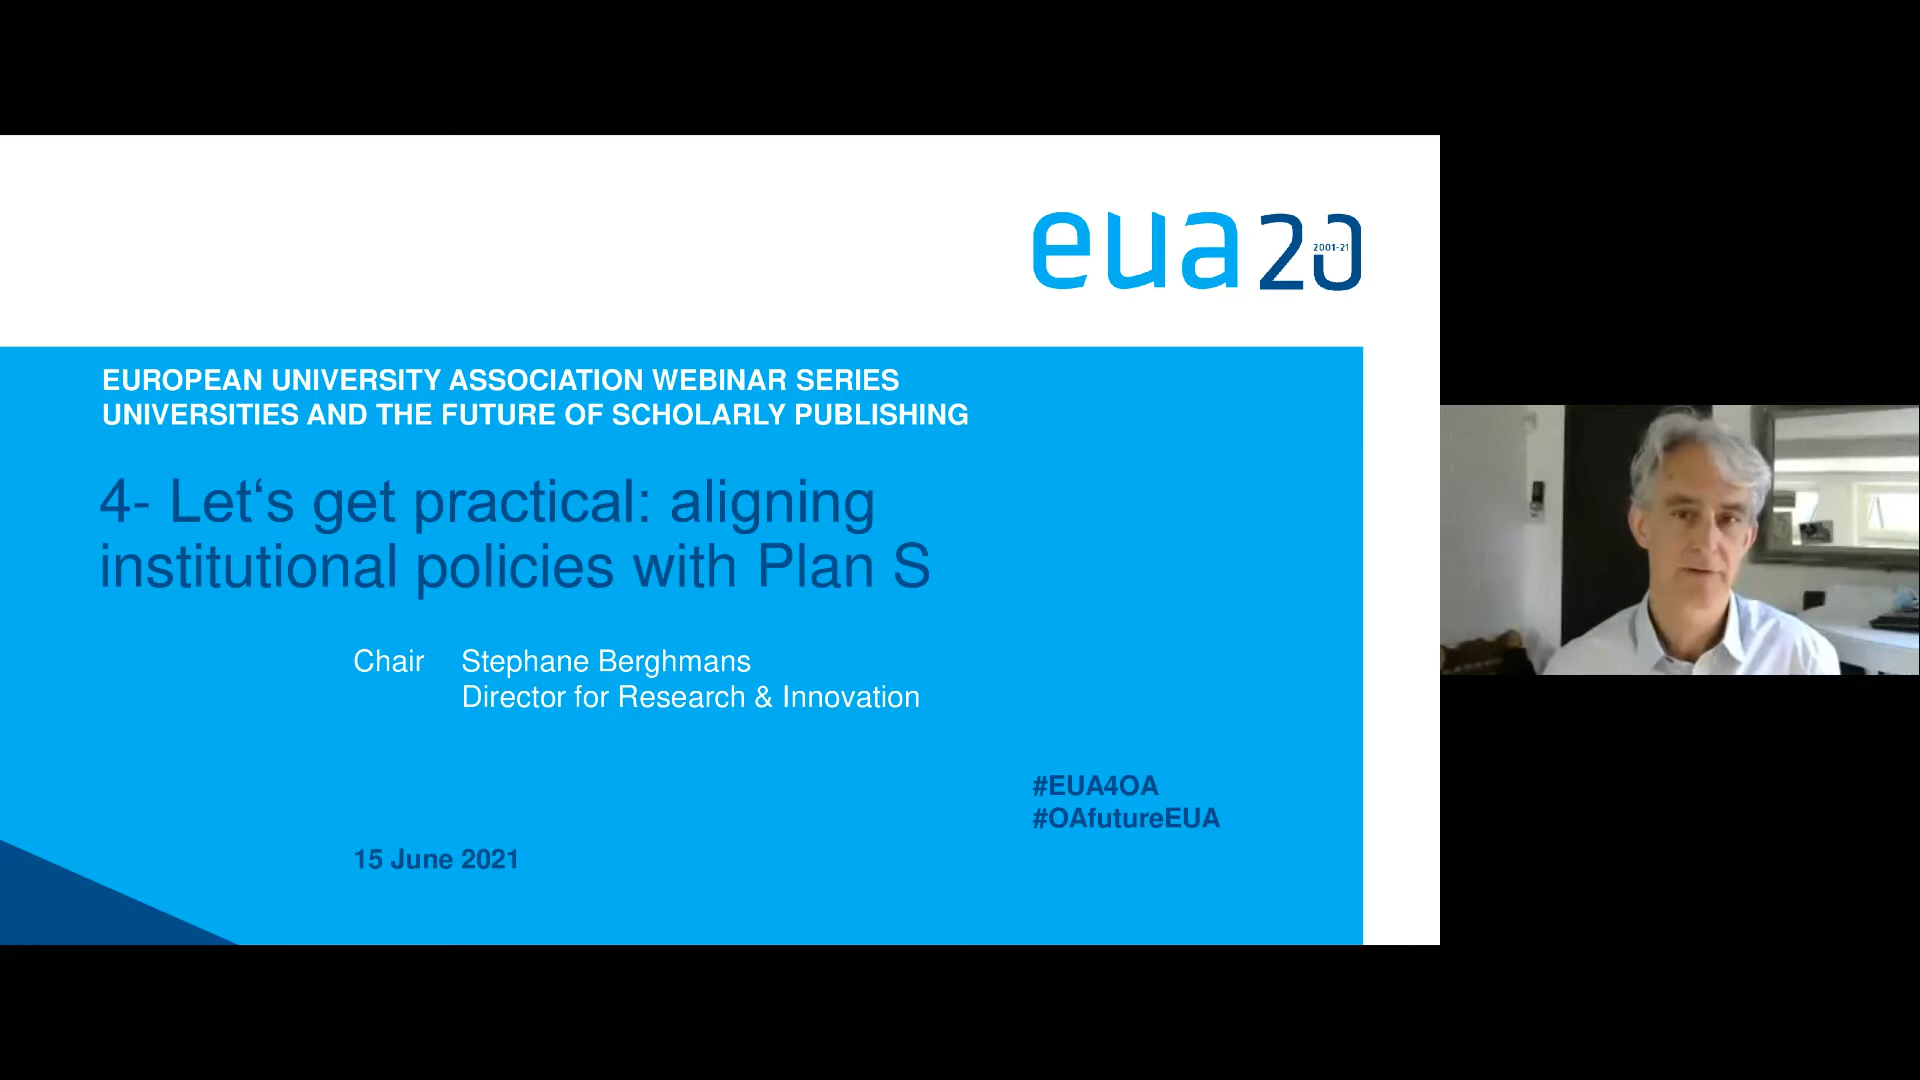 eua 20
2001-21
EUROPEAN UNIVERSITY ASSOCIATION WEBINAR SERIES
UNIVERSITIES AND THE FUTURE OF SCHOLARLY PUBLISHING
4- Let‘s get practical: aligning
institutional policies with Plan S
Chair Stephane Berghmans
Director for Research & Innovation
#EUA4OA
#OAfutureEUA
15 June 2021